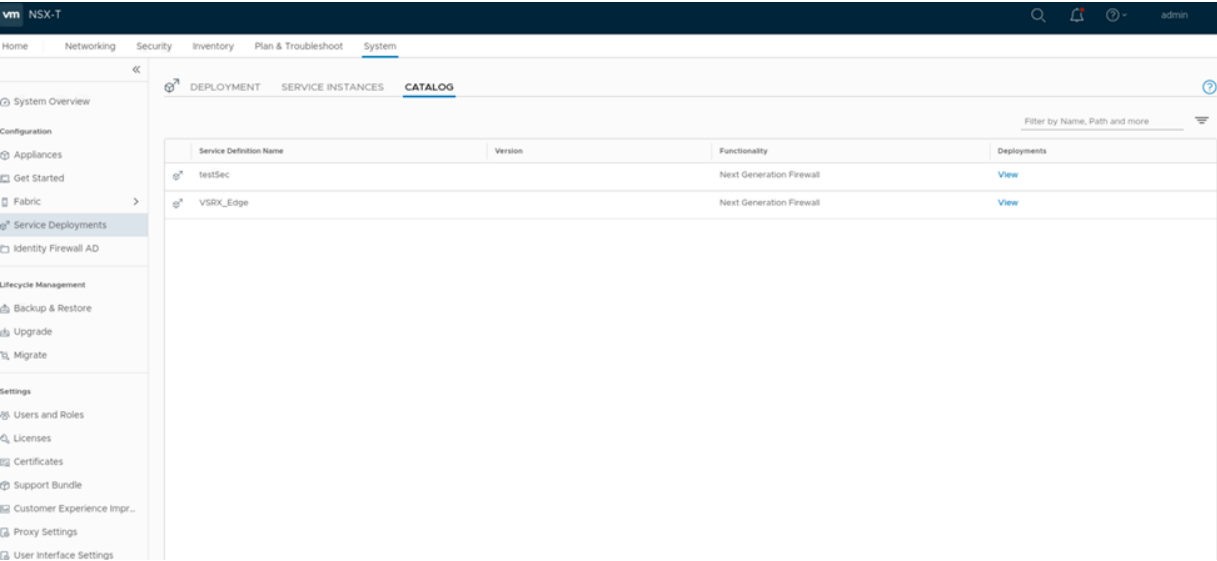 vm NSX-T admin
Home Networking Security Inventory Plan & Troubleshoot System
System Overview
Configuration
Appliances
Get Started
Fabric
Service Deployments
Identity Firewall AD
Lifecycle Management
Backup & Restore
Upgrade
Migrate
Settings
Users and Roles
Licenses
Certificates
Support Bundle
Customer Experience Impr...
Proxy Settings
User Interface Settings
DEPLOYMENT SERVICE INSTANCES CATALOG
Filter by Name, Path and more
Service Definition Name Version Functionality Deployments
testSec Next Generation Firewall View
VSRX_Edge Next Generation Firewall View